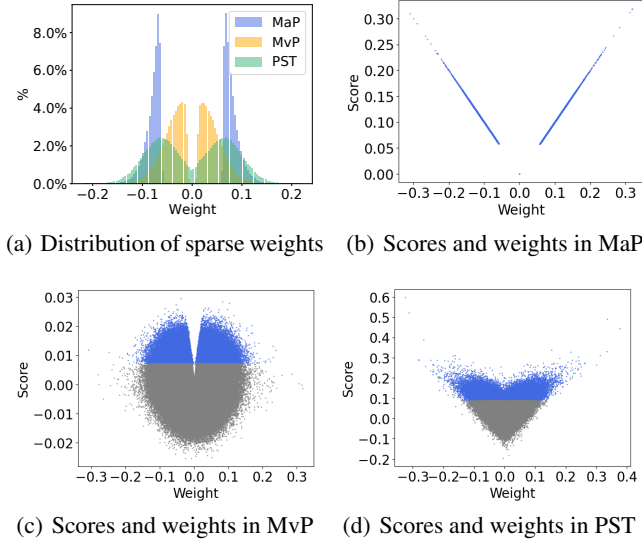 MaP
MvP
PST
%
8.0%
6.0%
4.0%
2.0%
0.0%
−0.2 −0.1 0.0 0.1 0.2
Weight
(a) Distribution of sparse weights
0.30
0.25
0.20
0.15
0.10
0.05
0.00
Score
−0.3 −0.2 −0.1 0.0 0.1 0.2 0.3
Weight
(b) Scores and weights in MaP
0.03
0.02
0.01
0.00
−0.01
−0.02
Score
−0.3 −0.2 −0.1 0.0 0.1 0.2 0.3
Weight
(c) Scores and weights in MvP
0.6
0.5
0.4
0.3
0.2
0.1
0.0
−0.1
−0.2
Score
−0.3 −0.2 −0.1 0.0 0.1 0.2 0.3 0.4
Weight
(d) Scores and weights in PST